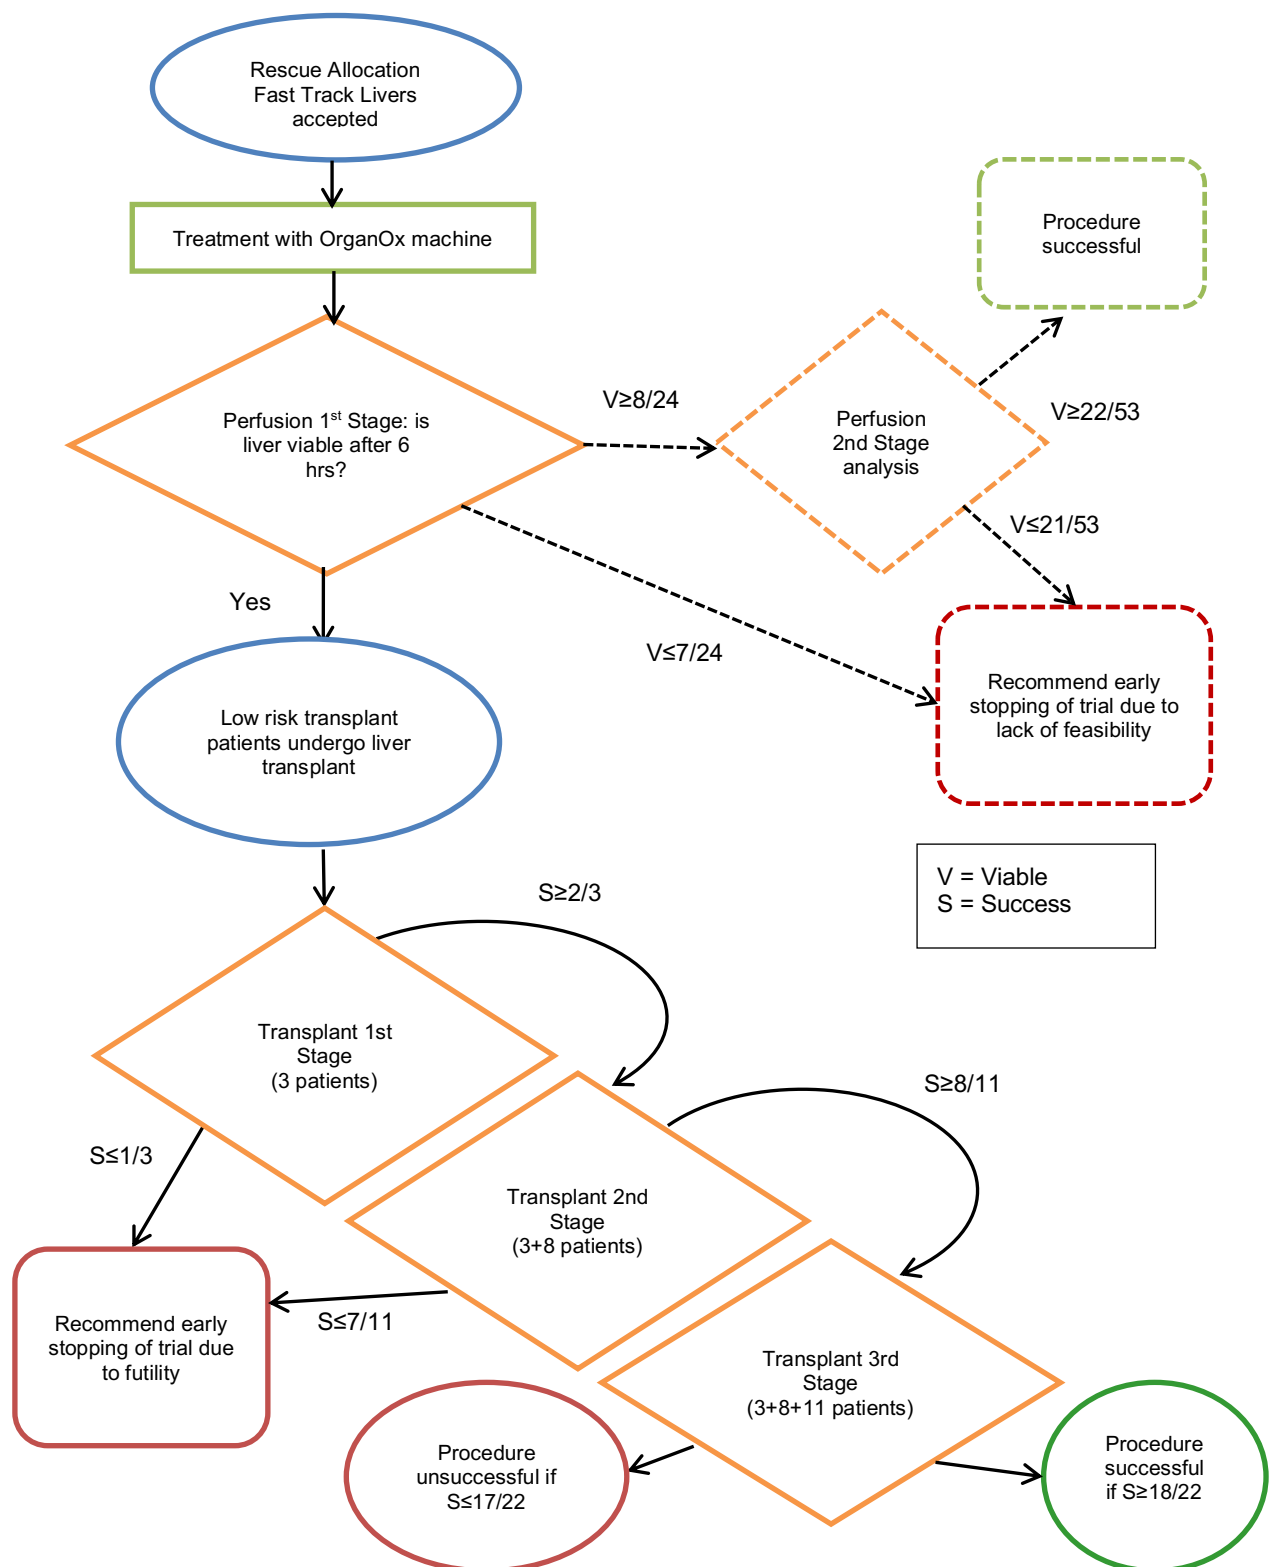 Rescue Allocation
Fast Track Livers
accepted
Treatment with OrganOx machine
Procedure
successful
Perfusion 1st Stage: is
liver viable after 6
hrs?
V≥8/24
Perfusion
2nd Stage
analysis
V≥22/53
V≤21/53
Yes
V≤7/24
Recommend early
stopping of trial due to
lack of feasibility
Low risk transplant
patients undergo liver
transplant
V = Viable
S = Success
S≥2/3
Transplant 1st
Stage
(3 patients)
S≥8/11
S≤1/3
Transplant 2nd
Stage
(3+8 patients)
Recommend early
stopping of trial due
to futility
S≤7/11
Transplant 3rd
Stage
(3+8+11 patients)
Procedure
unsuccessful if
S≤17/22
Procedure
successful
if S≥18/22